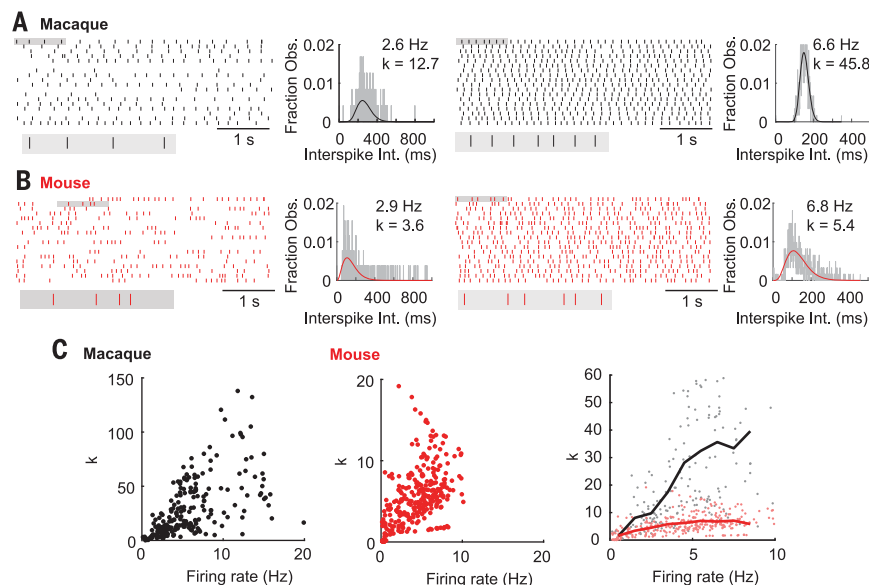 A Macaque
0.02
0.01
0
Fraction Obs.
2.6 Hz
k = 12.7
0 400 800
Interspike Int. (ms)
1 s
0.02
0.01
0
Fraction Obs.
6.6 Hz
k = 45.8
0 200 400
Interspike Int. (ms)
1 s
B Mouse
0.02
0.01
0
Fraction Obs.
2.9 Hz
k = 3.6
0 400 800
Interspike Int. (ms)
1 s
0.02
0.01
0
Fraction Obs.
6.8 Hz
k = 5.4
0 200 400
Interspike Int. (ms)
1 s
C Macaque
150
100
50
0
k
0 10 20
Firing rate (Hz)
Mouse
20
10
0
k
0 10 20
Firing rate (Hz)
60
50
40
30
20
10
0
k
0 5 10
Firing rate (Hz)